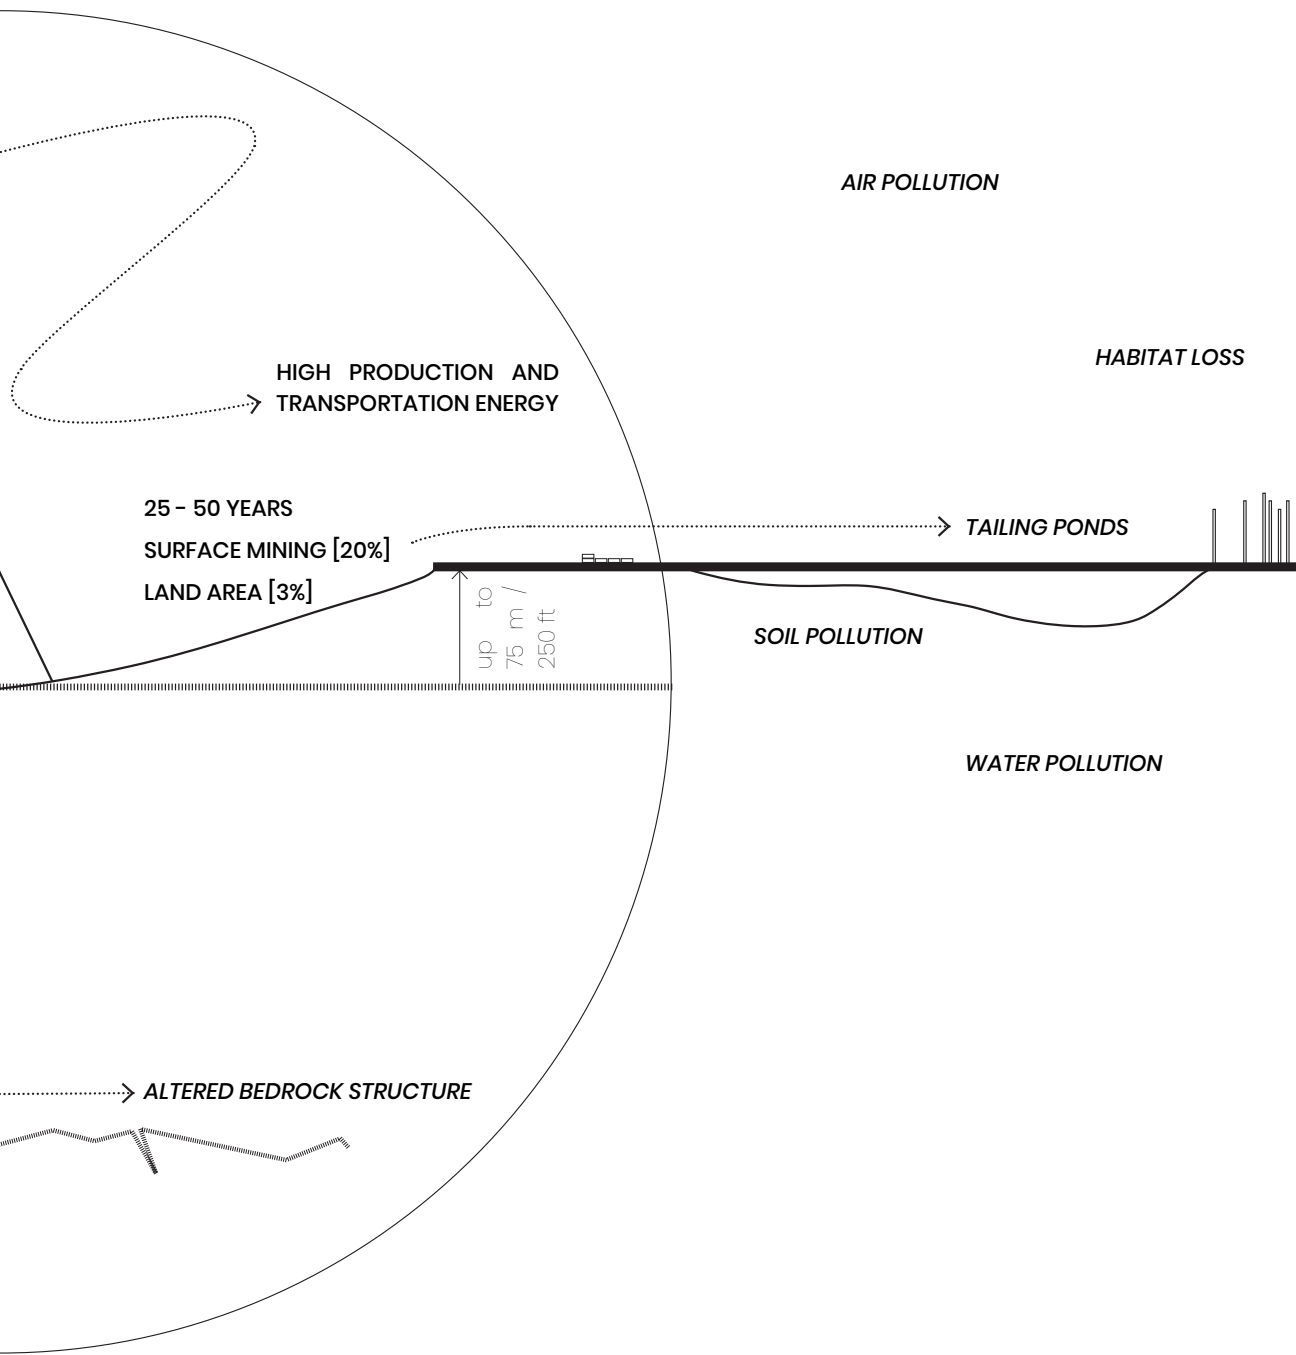 AIR POLLUTION
HABITAT LOSS
HIGH PRODUCTION AND
TRANSPORTATION ENERGY
25 - 50 YEARS
SURFACE MINING [20%]
LAND AREA [3%]
TAILING PONDS
up to
75 m /
250 ft
SOIL POLLUTION
WATER POLLUTION
ALTERED BEDROCK STRUCTURE